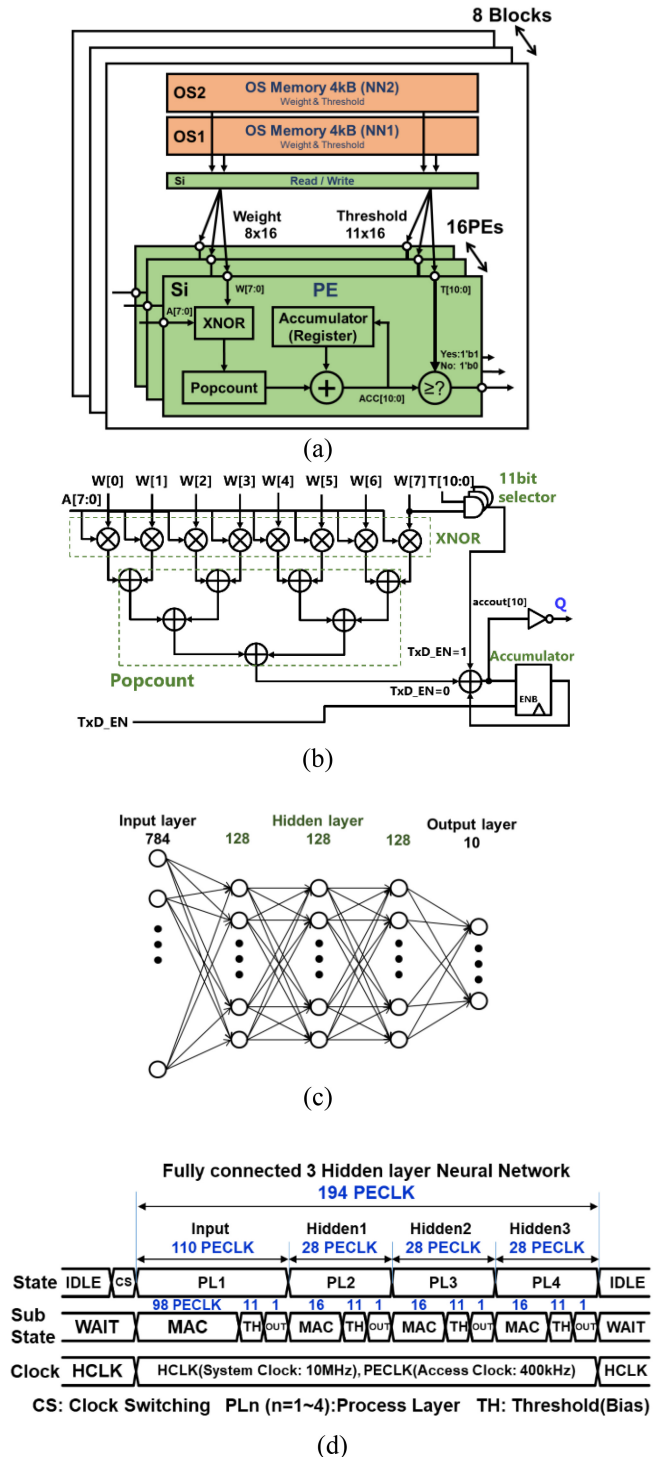 8 Blocks
OS2 OS Memory 4kB (NN2)
Weight & Threshold
OS1 OS Memory 4kB (NN1)
Weight & Threshold
Si Read / Write
Weight Threshold
8x16 11x16
16PEs
Si W[7:0] PE T[10:0]
A[7:0]
XNOR Accumulator
(Register)
Yes:1'b1
No: 1'b0
Popcount + ACC[10:0] ≥?
(a)
W[0] W[1] W[2] W[3] W[4] W[5] W[6] W[7] T[10:0] 11bit
selector
A[7:0]
XNOR
accout[10] Q
TxD_EN=1 Accumulator
Popcount TxD_EN=0
ENB
TxD_EN
(b)
Input layer Hidden layer Output layer
784 128 128 128 10
(c)
Fully connected 3 Hidden layer Neural Network
194 PECLK
Input Hidden1 Hidden2 Hidden3
110 PECLK 28 PECLK 28 PECLK 28 PECLK
State IDLE CS PL1 PL2 PL3 PL4 IDLE
98 PECLK 11 1 16 11 1 16 11 1 16 11 1
Sub State WAIT MAC TH OUT MAC TH OUT MAC TH OUT MAC TH OUT WAIT
Clock HCLK HCLK(System Clock: 10MHz), PECLK(Access Clock: 400kHz) HCLK
CS: Clock Switching PLn (n=1~4):Process Layer TH: Threshold(Bias)
(d)